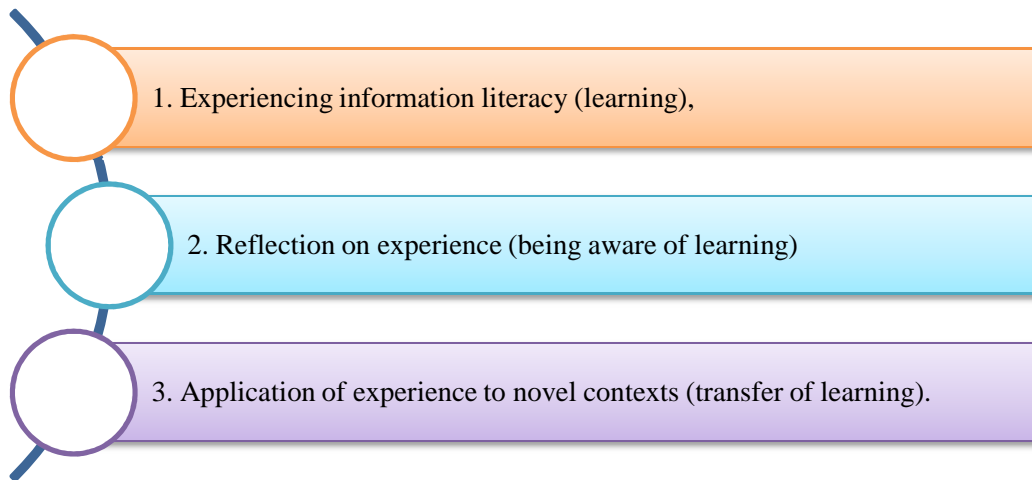 1. Experiencing information literacy (learning),
2. Reflection on experience (being aware of learning)
3. Application of experience to novel contexts (transfer of learning).